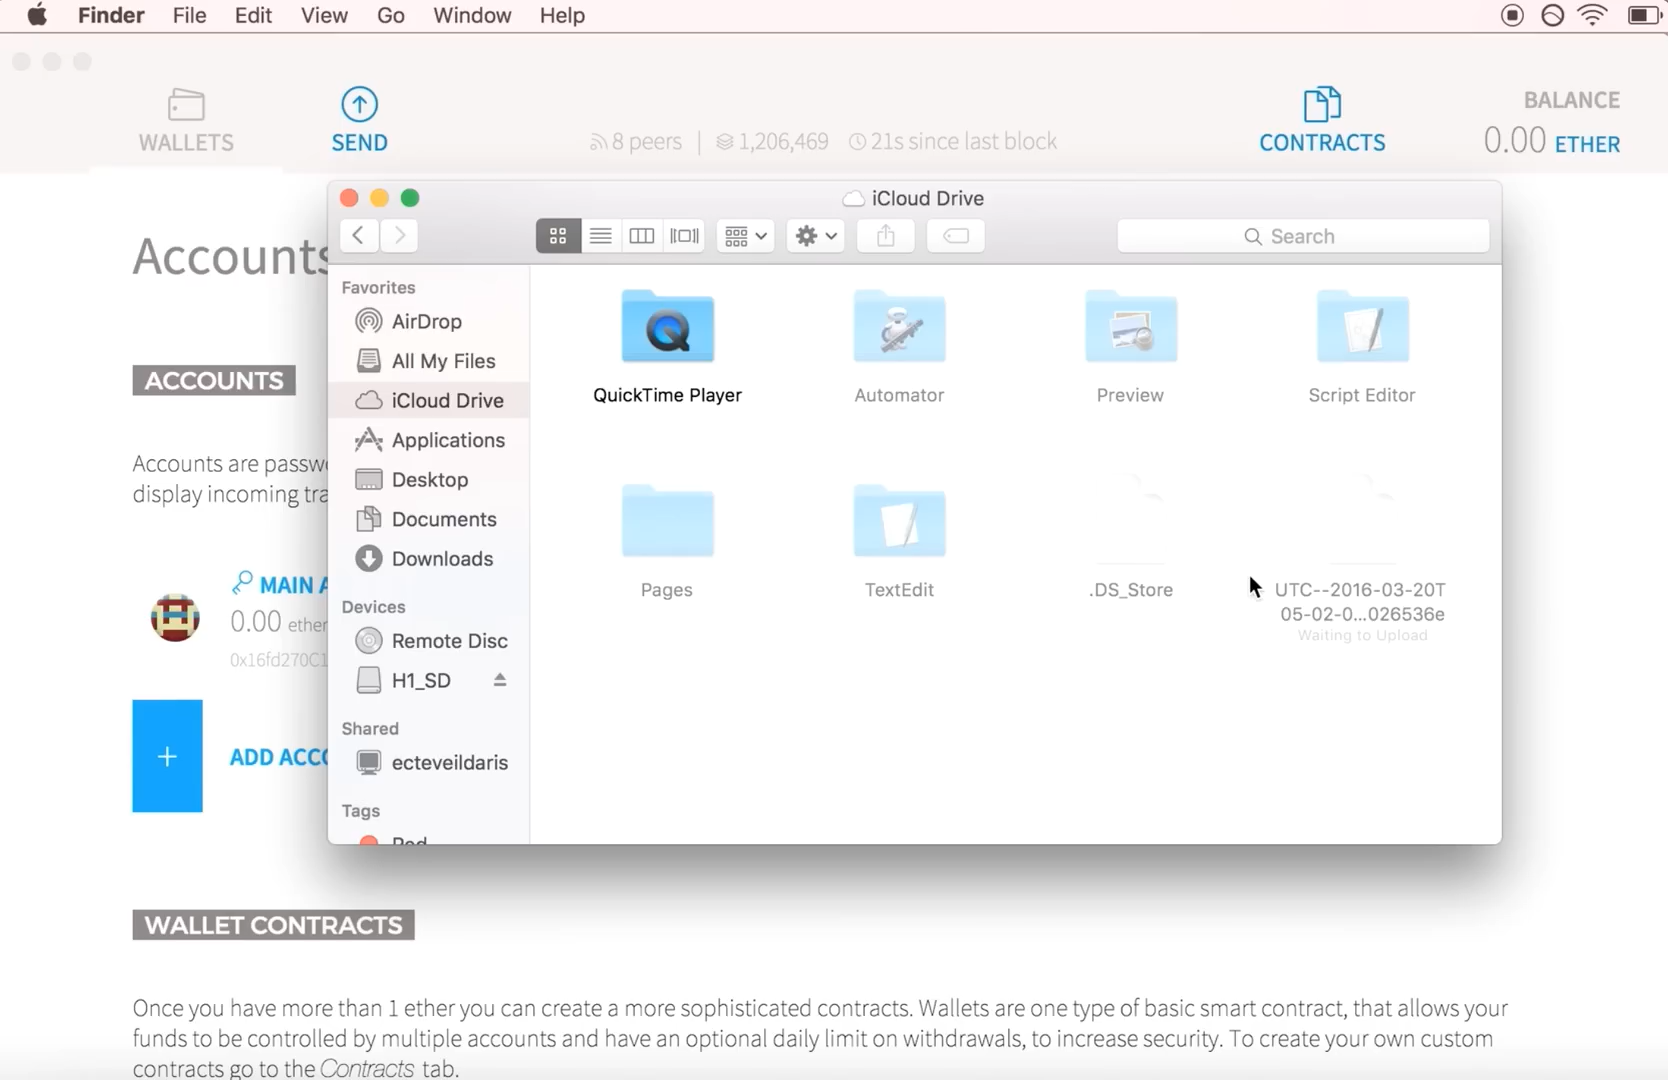 Finder File Edit View Go Window Help
WALLETS
SEND
8 peers | 1,206,469 21s since last block
CONTRACTS
BALANCE
0.00 ETHER
Accounts
ACCOUNTS
Accounts are passw
display incoming tra
MAIN A
0.00 ether
0x16fd270C1
+
ADD ACCO
iCloud Drive
Search
Favorites
AirDrop
All My Files
iCloud Drive
Applications
Desktop
Documents
Downloads
Devices
Remote Disc
H1_SD
Shared
ecteveildaris
Tags
Red
QuickTime Player
Automator
Preview
Script Editor
Pages
TextEdit
.DS_Store
UTC--2016-03-20T
05-02-0...026536e
Waiting to Upload
WALLET CONTRACTS
Once you have more than 1 ether you can create a more sophisticated contracts. Wallets are one type of basic smart contract, that allows your
funds to be controlled by multiple accounts and have an optional daily limit on withdrawals, to increase security. To create your own custom
contracts go to the Contracts tab.